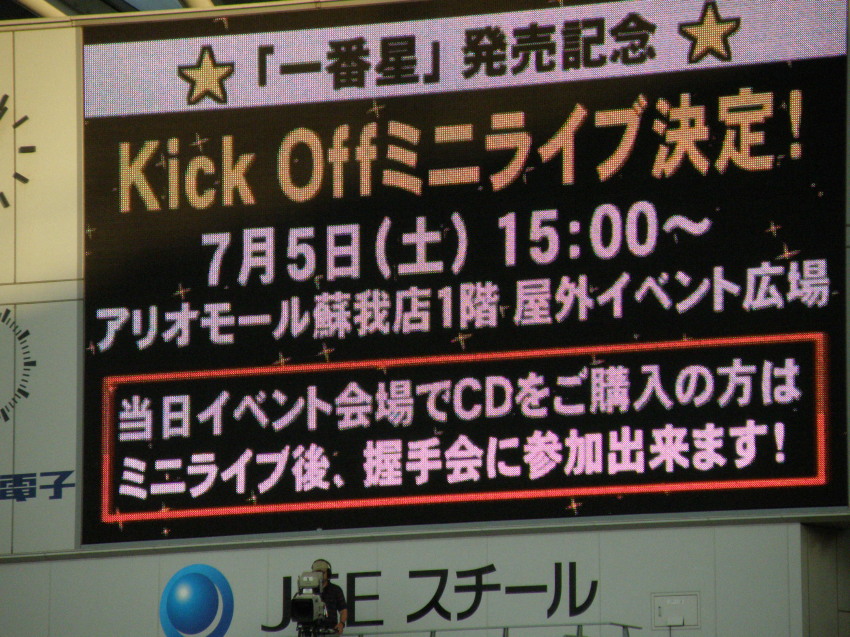 「一番星」発売記念
Kick Offミニライブ決定!
7月5日(土) 15:00〜
アリオモール蘇我店1階 屋外イベント広場
当日イベント会場でCDをご購入の方は
ミニライブ後、握手会に参加出来ます!
電子
JFE スチール